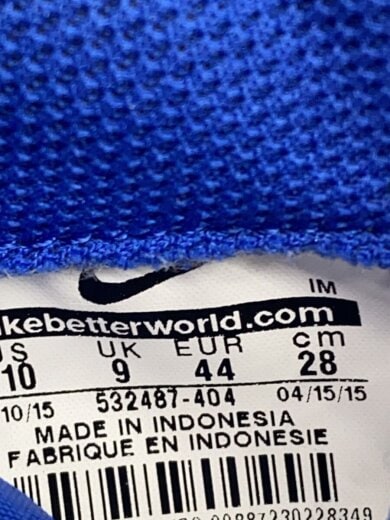 IM
kebetterworld.com
US UK EUR cm
10 9 44 28
10/15 532487-404 04/15/15
MADE IN INDONESIA
FABRIQUE EN INDONESIE